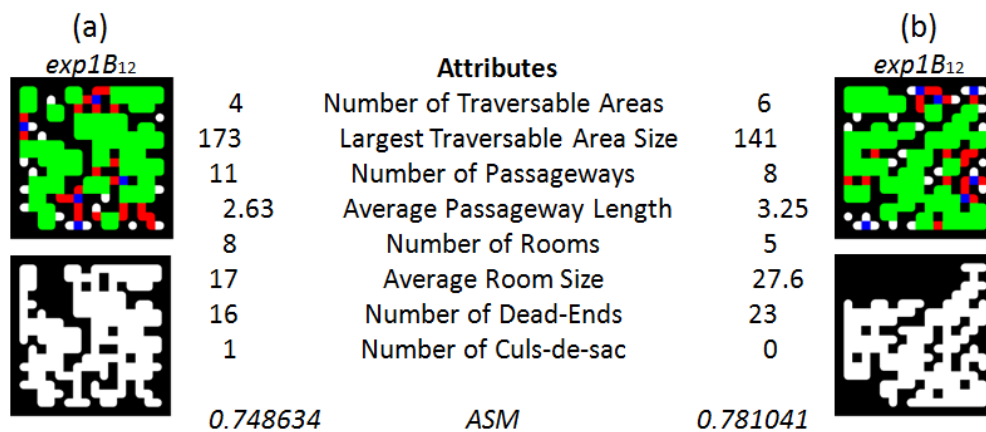 (a) (b)
exp1B12 exp1B12
Attributes
4 Number of Traversable Areas 6
173 Largest Traversable Area Size 141
11 Number of Passageways 8
2.63 Average Passageway Length 3.25
8 Number of Rooms 5
17 Average Room Size 27.6
16 Number of Dead-Ends 23
1 Number of Culs-de-sac 0
0.748634 ASM 0.781041